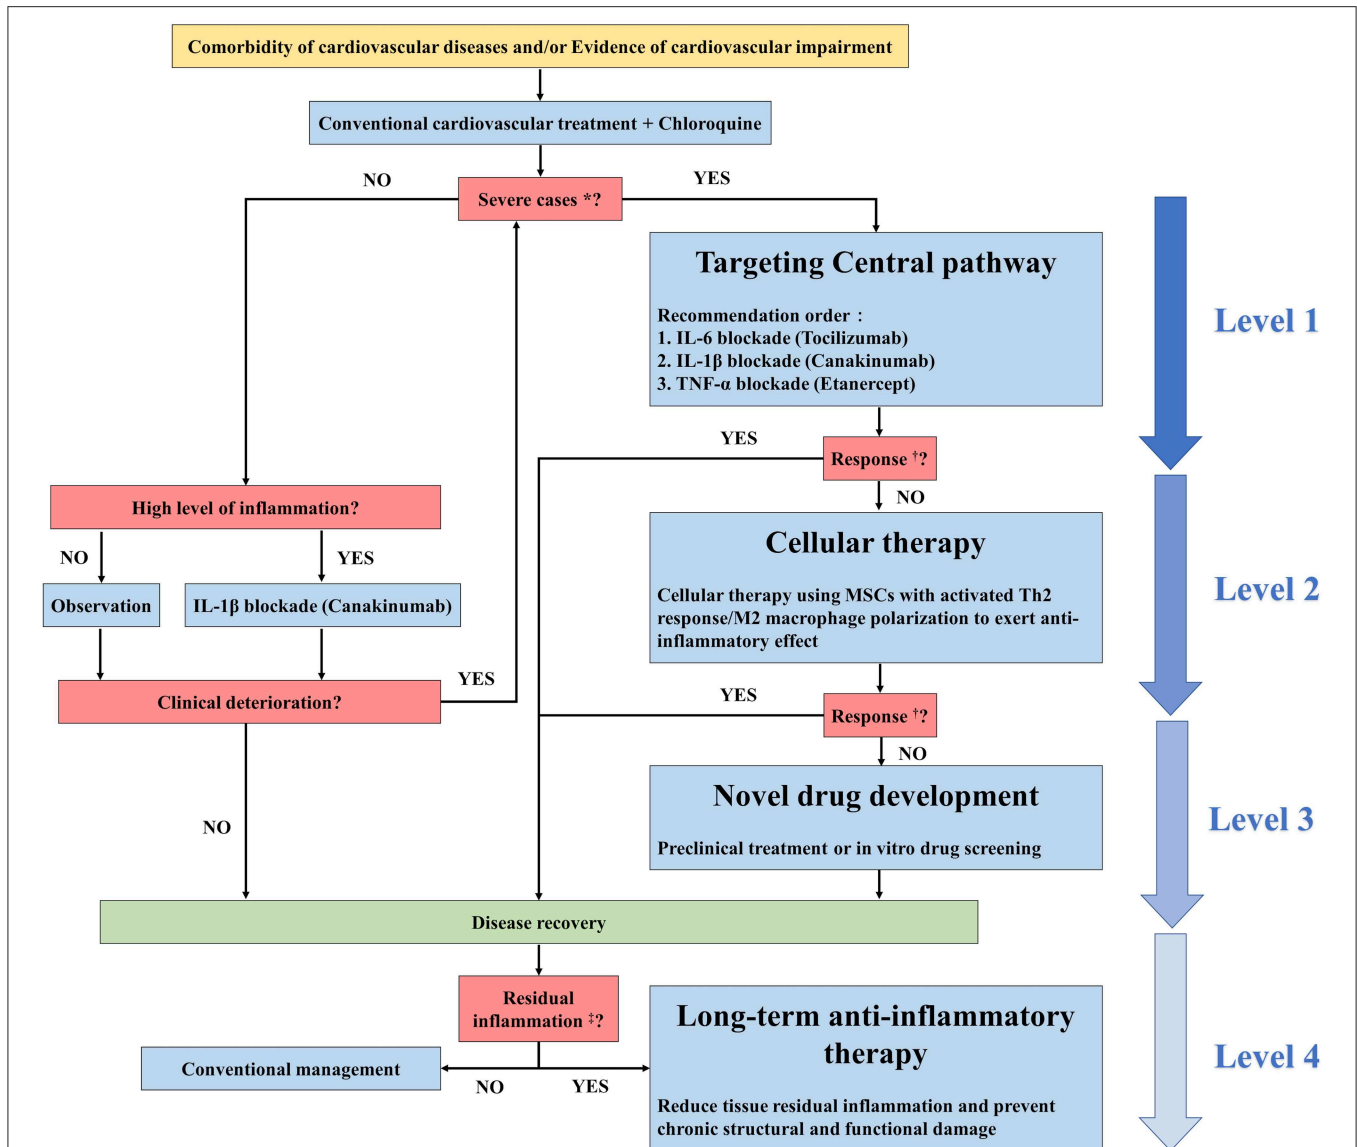 Comorbidity of cardiovascular diseases and/or Evidence of cardiovascular impairment
Conventional cardiovascular treatment + Chloroquine
NO
YES
Severe cases *?
Targeting Central pathway
Recommendation order：
1. IL-6 blockade (Tocilizumab)
2. IL-1β blockade (Canakinumab)
3. TNF-α blockade (Etanercept)
Level 1
YES
Response †?
NO
High level of inflammation?
NO
YES
Observation
IL-1β blockade (Canakinumab)
Clinical deterioration?
YES
NO
Cellular therapy
Cellular therapy using MSCs with activated Th2
response/M2 macrophage polarization to exert anti-
inflammatory effect
Level 2
YES
Response †?
NO
Novel drug development
Preclinical treatment or in vitro drug screening
Level 3
Disease recovery
Residual
inflammation ‡?
Conventional management
NO
YES
Long-term anti-inflammatory
therapy
Reduce tissue residual inflammation and prevent
chronic structural and functional damage
Level 4